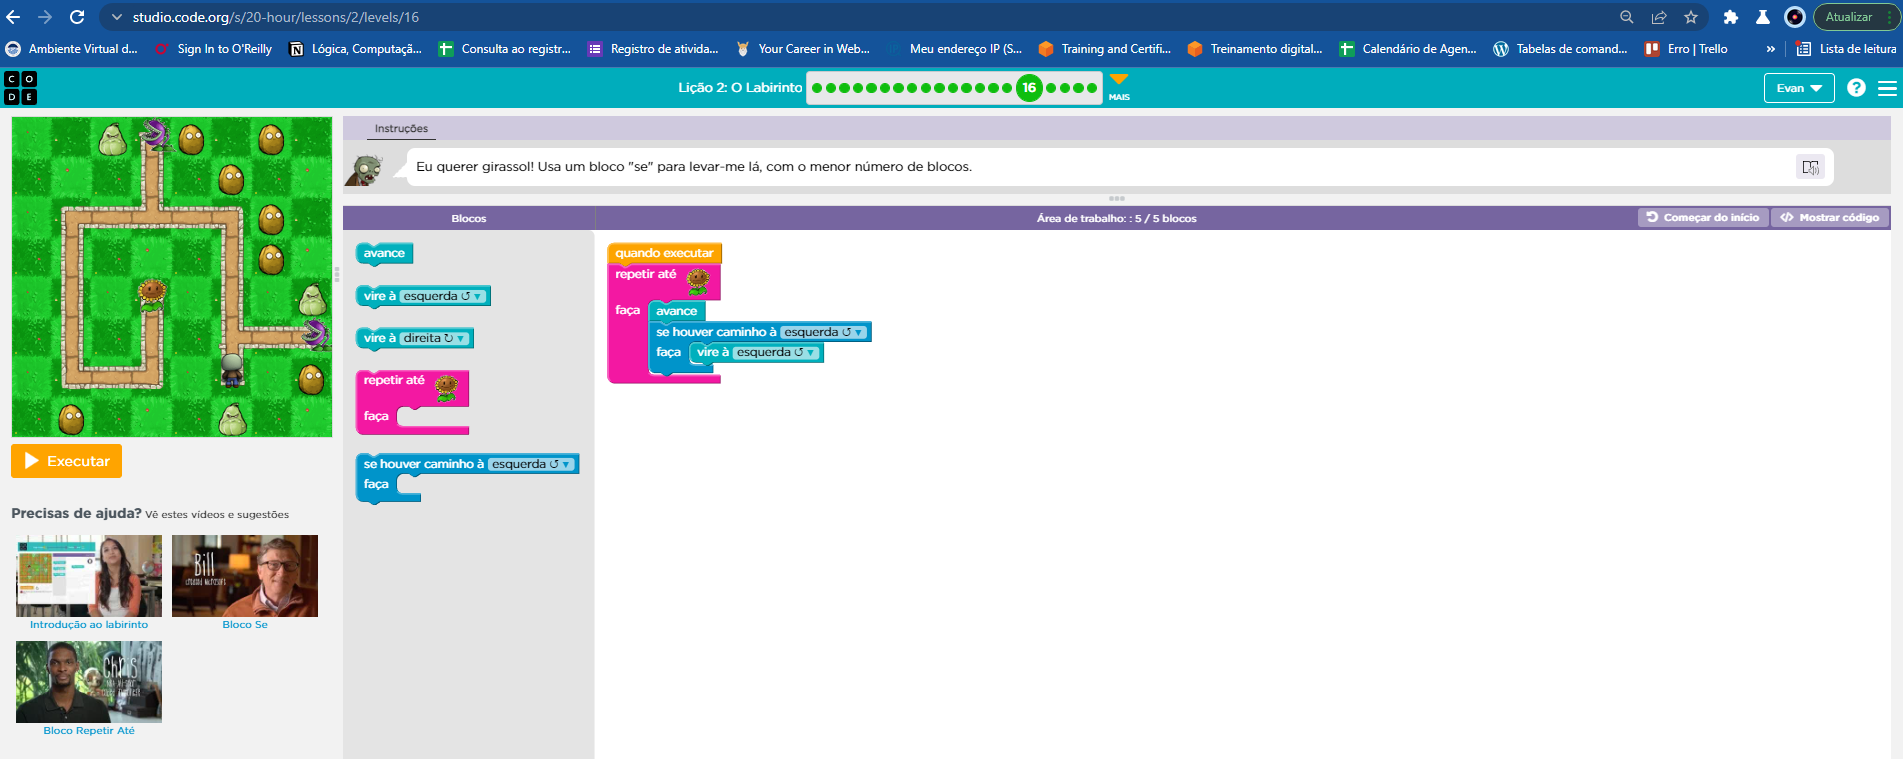 studio.code.org/s/20-hour/lessons/2/levels/16
Atualizar
Ambiente Virtual d...
Sign In to O'Reilly
Lógica, Computaçã...
Consulta ao registr...
Registro de ativida...
Your Career in Web...
Meu endereço IP (S...
Training and Certifi...
Treinamento digital...
Calendário de Agen...
Tabelas de comand...
Erro | Trello
»
Lista de leitura
C O
D E
Lição 2: O Labirinto
16
MAIS
Evan
?
Instruções
Eu querer girassol! Usa um bloco "se" para levar-me lá, com o menor número de blocos.
Blocos
Área de trabalho: : 5 / 5 blocos
Começar do início
Mostrar código
avance
vire à esquerda ↺
vire à direita ↻
repetir até
faça
se houver caminho à esquerda ↺
faça
quando executar
repetir até
faça
avance
se houver caminho à esquerda ↺
faça
vire à esquerda ↺
Executar
Precisas de ajuda? Vê estes vídeos e sugestões
Introdução ao labirinto
Bill
Bloco Se
Chris
Bloco Repetir Até